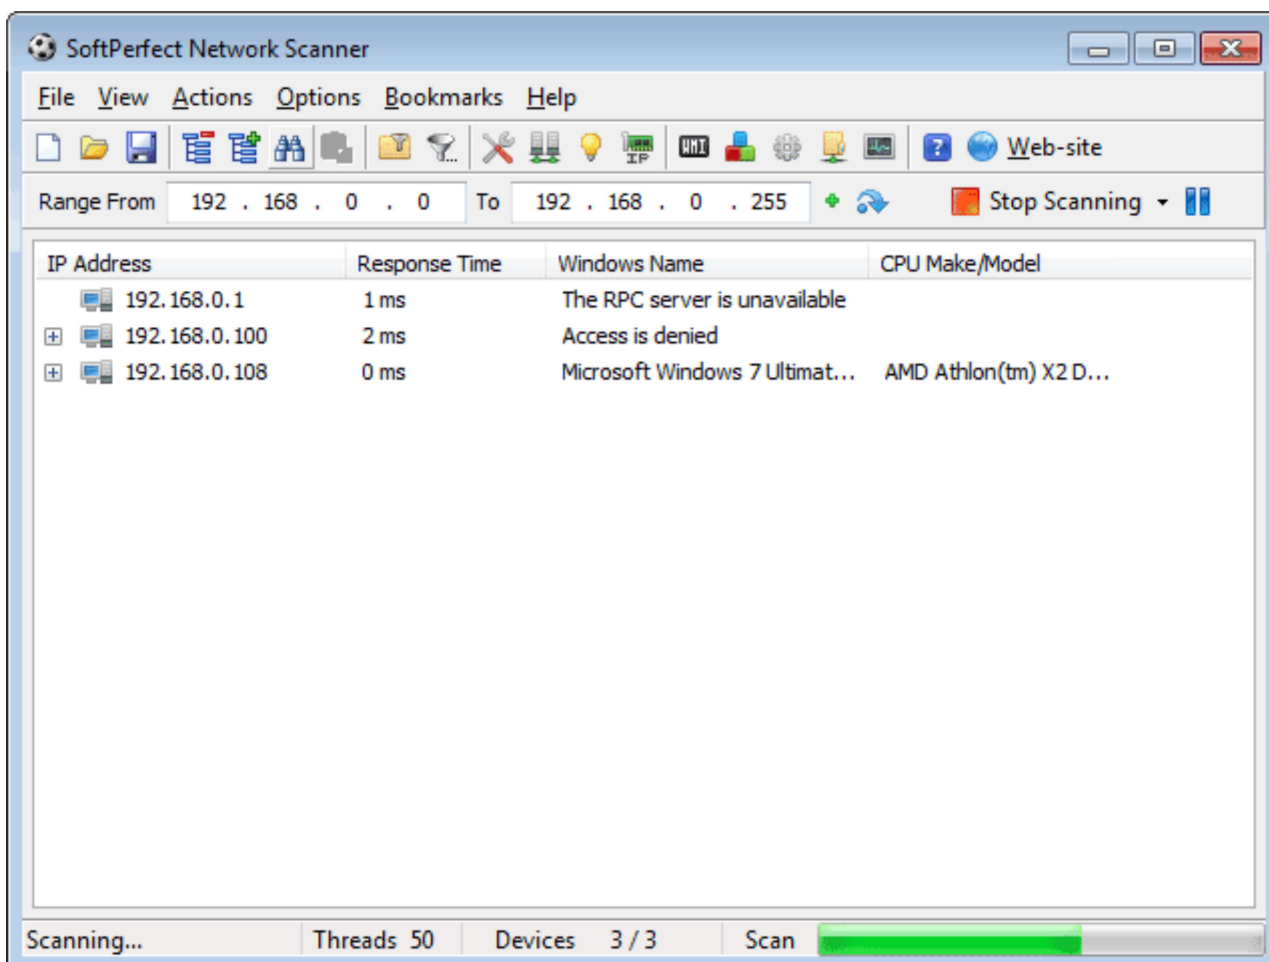 SoftPerfect Network Scanner
File View Actions Options Bookmarks Help
WMI IP Web-site
Range From 192 . 168 . 0 . 0 To 192 . 168 . 0 . 255 Stop Scanning
IP Address Response Time Windows Name CPU Make/Model
192.168.0.1 1 ms The RPC server is unavailable
192.168.0.100 2 ms Access is denied
192.168.0.108 0 ms Microsoft Windows 7 Ultimat... AMD Athlon(tm) X2 D...
Scanning... Threads 50 Devices 3 / 3 Scan